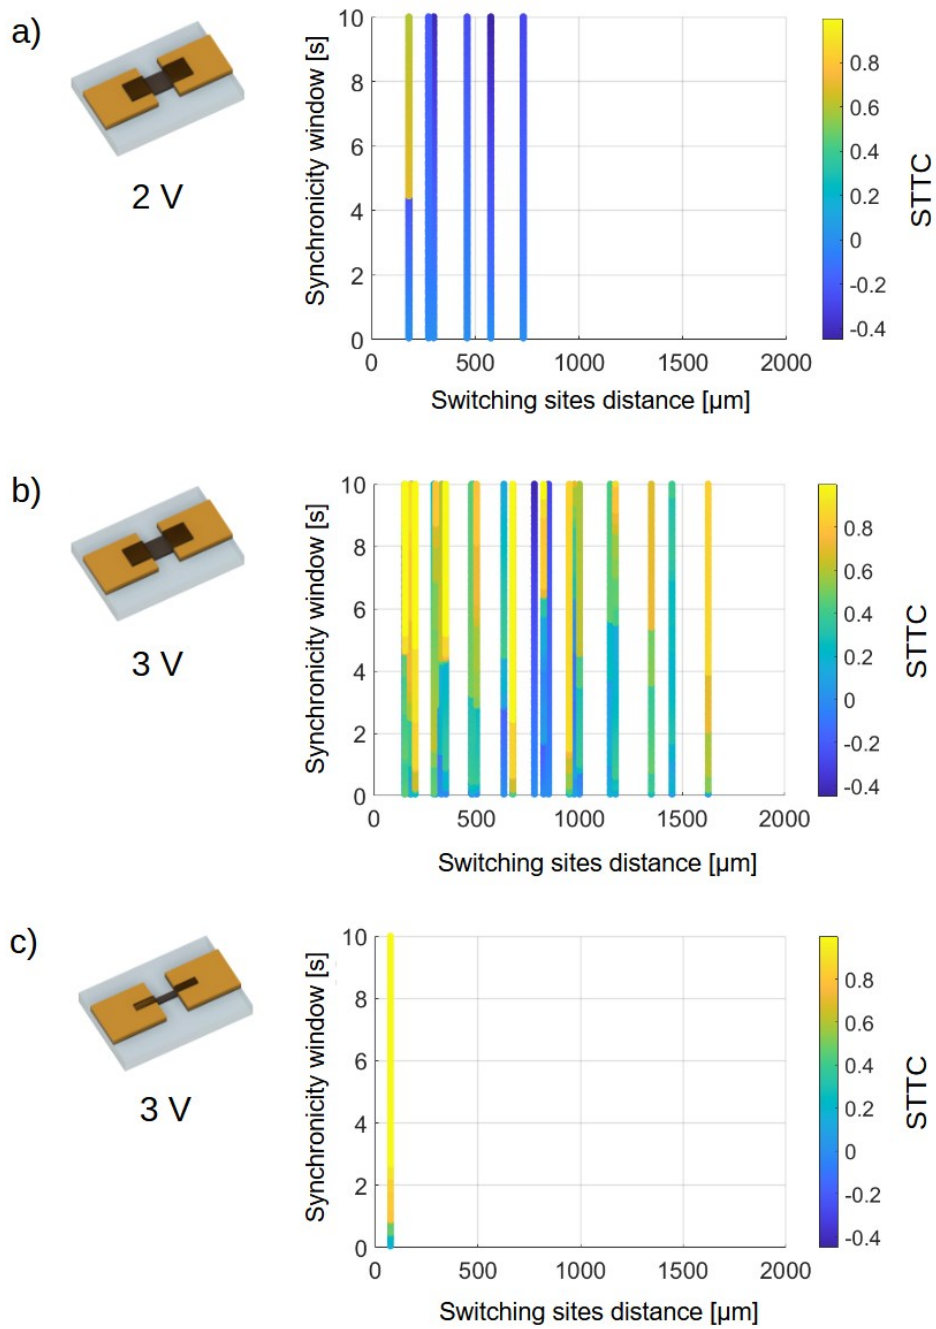 a)
2 V
Synchronicity window [s]
10
8
6
4
2
0
0 500 1000 1500 2000
Switching sites distance [µm]
0.8
0.6
0.4
0.2
0
-0.2
-0.4
STTC
b)
3 V
Synchronicity window [s]
10
8
6
4
2
0
0 500 1000 1500 2000
Switching sites distance [µm]
0.8
0.6
0.4
0.2
0
-0.2
-0.4
STTC
c)
3 V
Synchronicity window [s]
10
8
6
4
2
0
0 500 1000 1500 2000
Switching sites distance [µm]
0.8
0.6
0.4
0.2
0
-0.2
-0.4
STTC